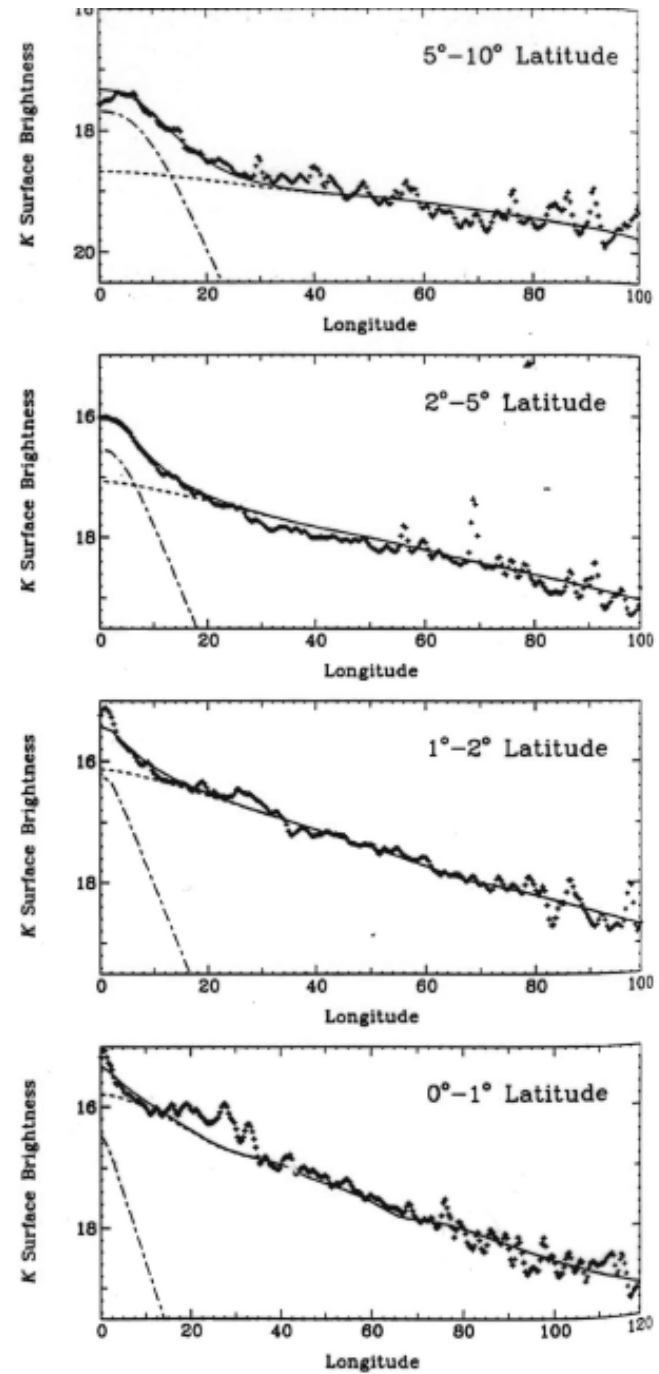 16
5°–10° Latitude
K Surface Brightness
18
20
0 20 40 60 80 100
Longitude
2°–5° Latitude
K Surface Brightness
16
18
0 20 40 60 80 100
Longitude
1°–2° Latitude
K Surface Brightness
16
18
0 20 40 60 80 100
Longitude
0°–1° Latitude
K Surface Brightness
16
18
0 20 40 60 80 100 120
Longitude